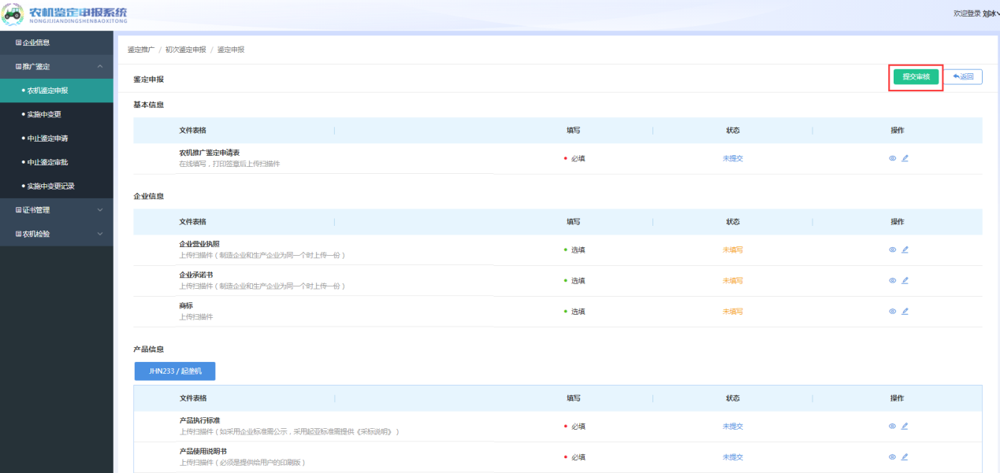 农机鉴定申报系统
NONGJIJIANDINGSHENBAOXITONG
欢迎登录 刘冰
企业信息
推广鉴定
农机鉴定申报
实施中变更
中止鉴定申请
中止鉴定审批
实施中变更记录
证书管理
农机检验
鉴定推广 / 初次鉴定申报 / 鉴定申报
鉴定申报
提交审核
返回
基本信息
文件表格 填写 状态 操作
农机推广鉴定申请表
在线填写，打印签章后上传扫描件
必填 未提交
企业信息
文件表格 填写 状态 操作
企业营业执照
上传扫描件（制造企业和生产企业为同一个时上传一份）
选填 未填写
企业承诺书
上传扫描件（制造企业和生产企业为同一个时上传一份）
选填 未填写
商标
上传扫描件
选填 未填写
产品信息
JHN233 / 起垄机
文件表格 填写 状态 操作
产品执行标准
上传扫描件（如采用企业标准需公示，采用起亚标准需提供《采标说明》）
必填 未提交
产品使用说明书
上传扫描件（必须是提供给用户的印刷版）
必填 未提交